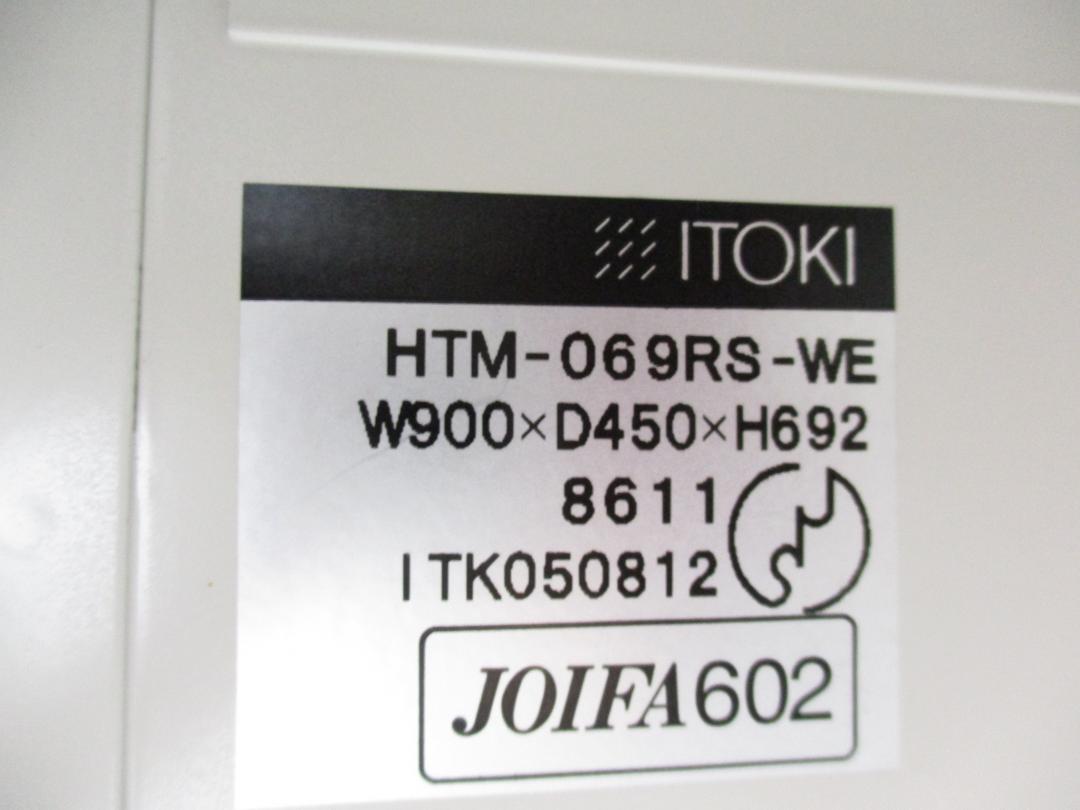 ITOKI
HTM-069RS-WE
W900×D450×H692
8611
ITK050812
JOIFA602